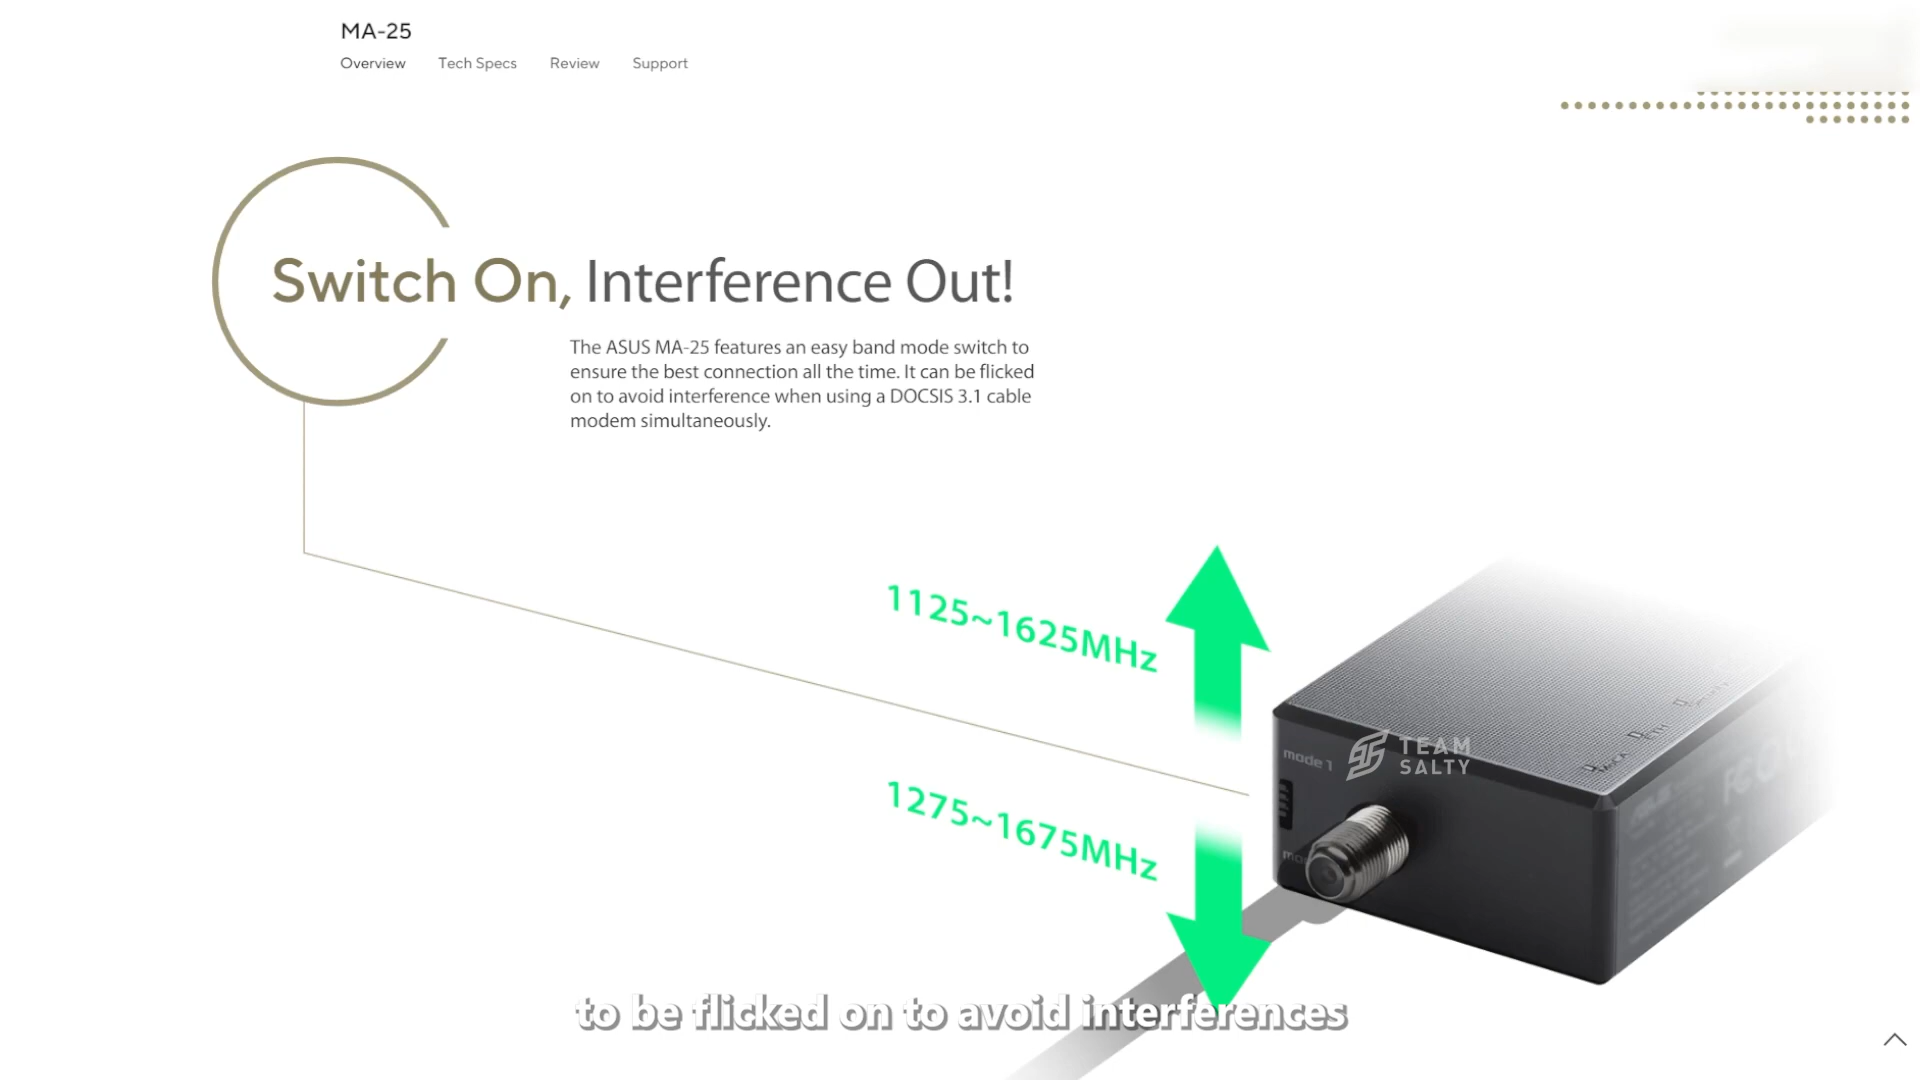 MA-25
Overview
Tech Specs
Review
Support
Switch On, Interference Out!
The ASUS MA-25 features an easy band mode switch to
ensure the best connection all the time. It can be flicked
on to avoid interference when using a DOCSIS 3.1 cable
modem simultaneously.
1125~1625MHz
mode 1
TEAM
SALTY
1275~1675MHz
to be flicked on to avoid interferences